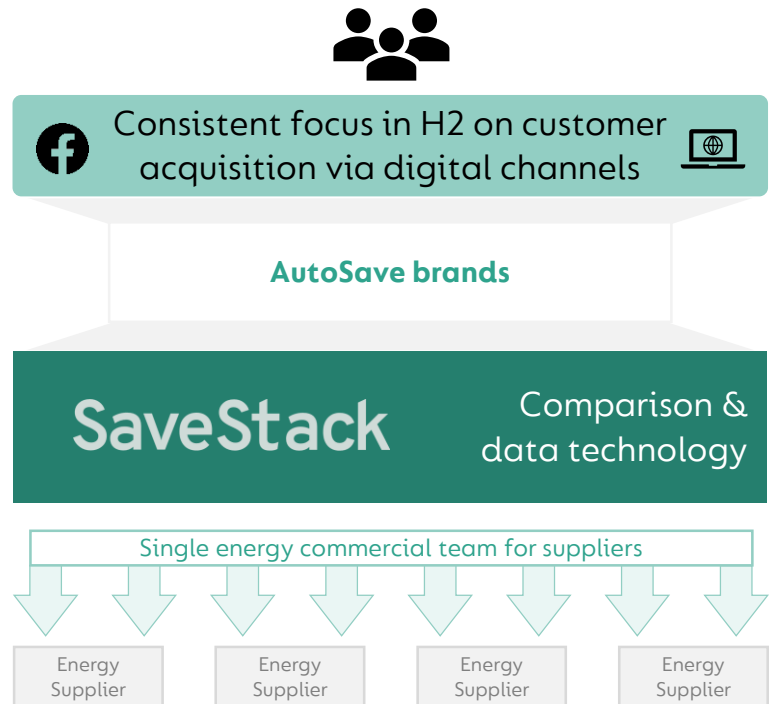 Consistent focus in H2 on customer
acquisition via digital channels
AutoSave brands
SaveStack
Comparison &
data technology
Single energy commercial team for suppliers
Energy
Supplier
Energy
Supplier
Energy
Supplier
Energy
Supplier